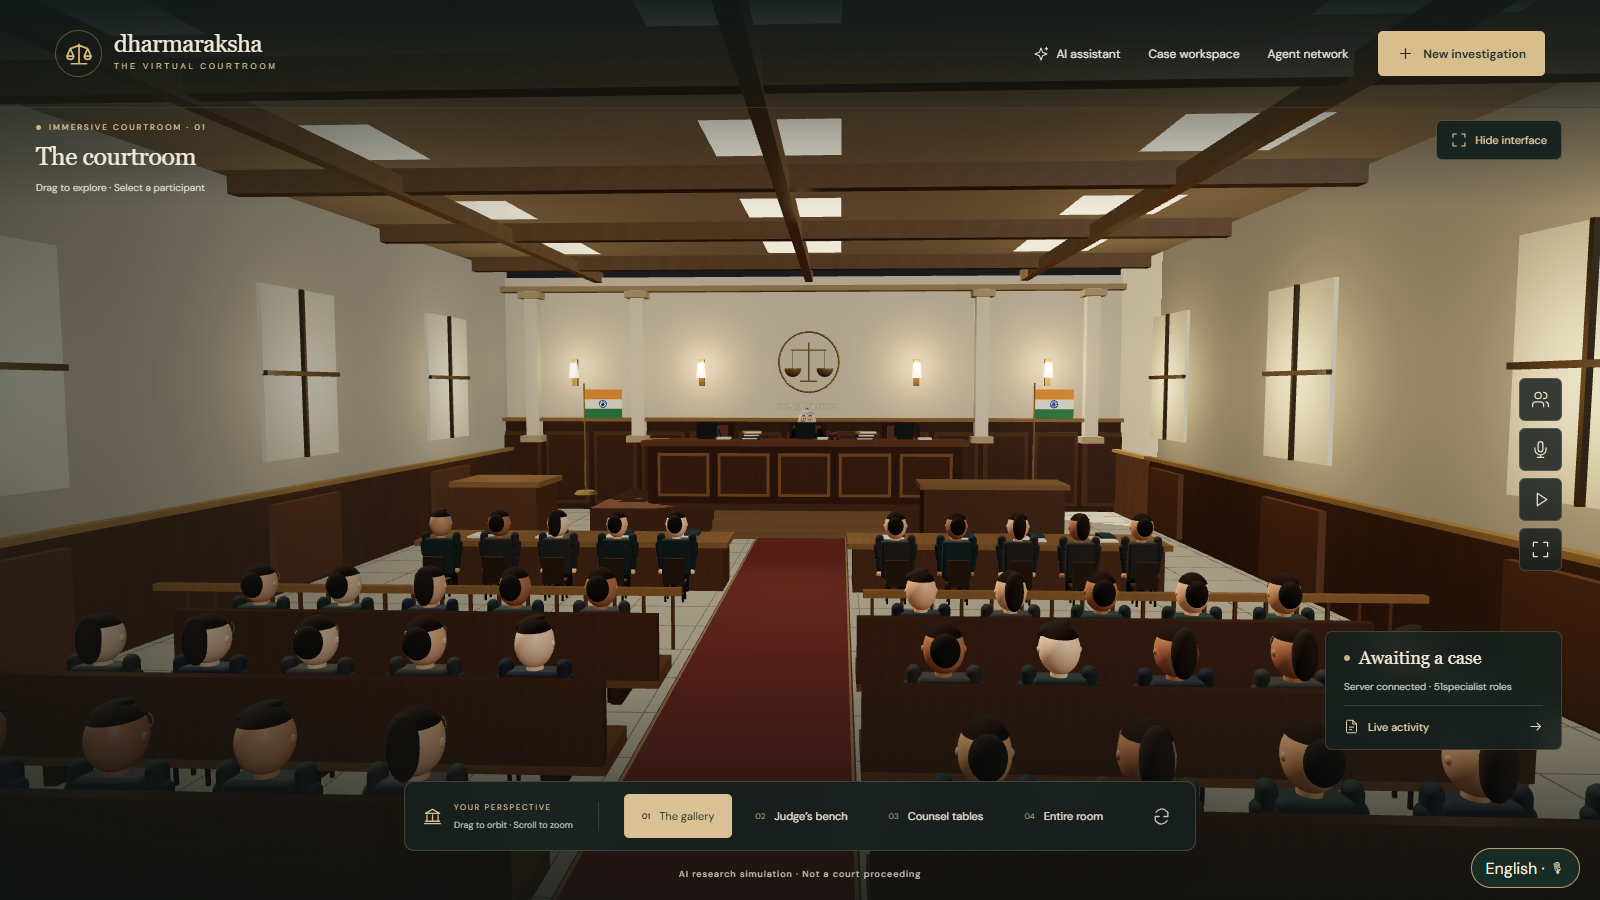 dharmaraksha
THE VIRTUAL COURTROOM
AI assistant
Case workspace
Agent network
New investigation
IMMERSIVE COURTROOM · 01
The courtroom
Drag to explore · Select a participant
Hide interface
Awaiting a case
Server connected · 51specialist roles
Live activity
YOUR PERSPECTIVE
Drag to orbit · Scroll to zoom
01 The gallery
02 Judge's bench
03 Counsel tables
04 Entire room
AI research simulation · Not a court proceeding
English ·